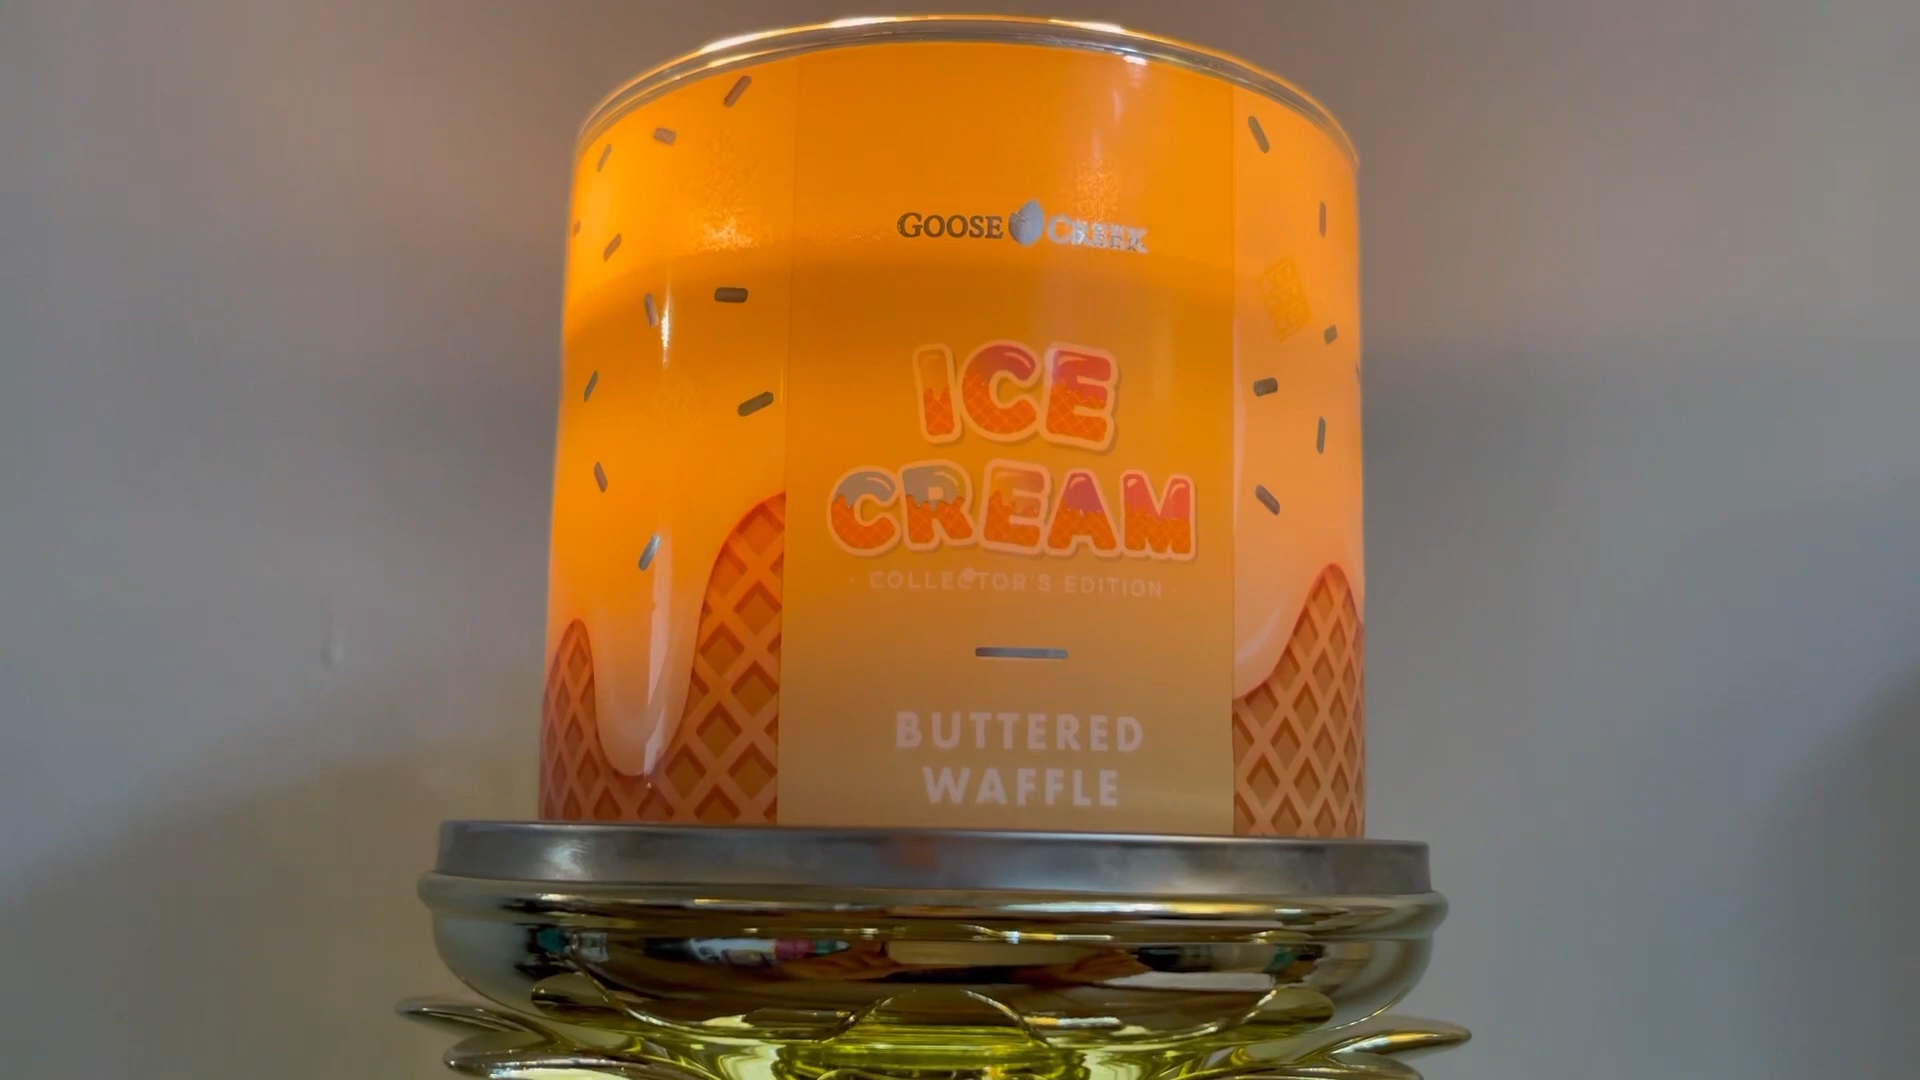 GOOSE CREEK
ICE
CREAM
· COLLECTOR'S EDITION ·
BUTTERED
WAFFLE